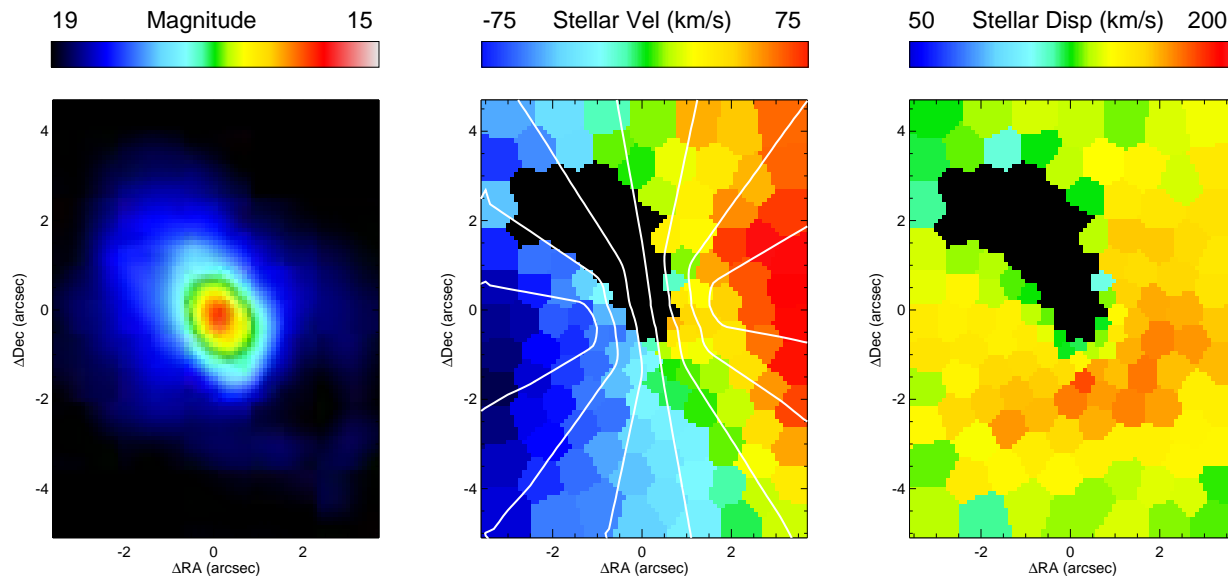 19 Magnitude 15
-75 Stellar Vel (km/s) 75
50 Stellar Disp (km/s) 200
4
2
0
-2
-4
ΔDec (arcsec)
-2 0 2
ΔRA (arcsec)
4
2
0
-2
-4
ΔDec (arcsec)
-2 0 2
ΔRA (arcsec)
4
2
0
-2
-4
ΔDec (arcsec)
-2 0 2
ΔRA (arcsec)